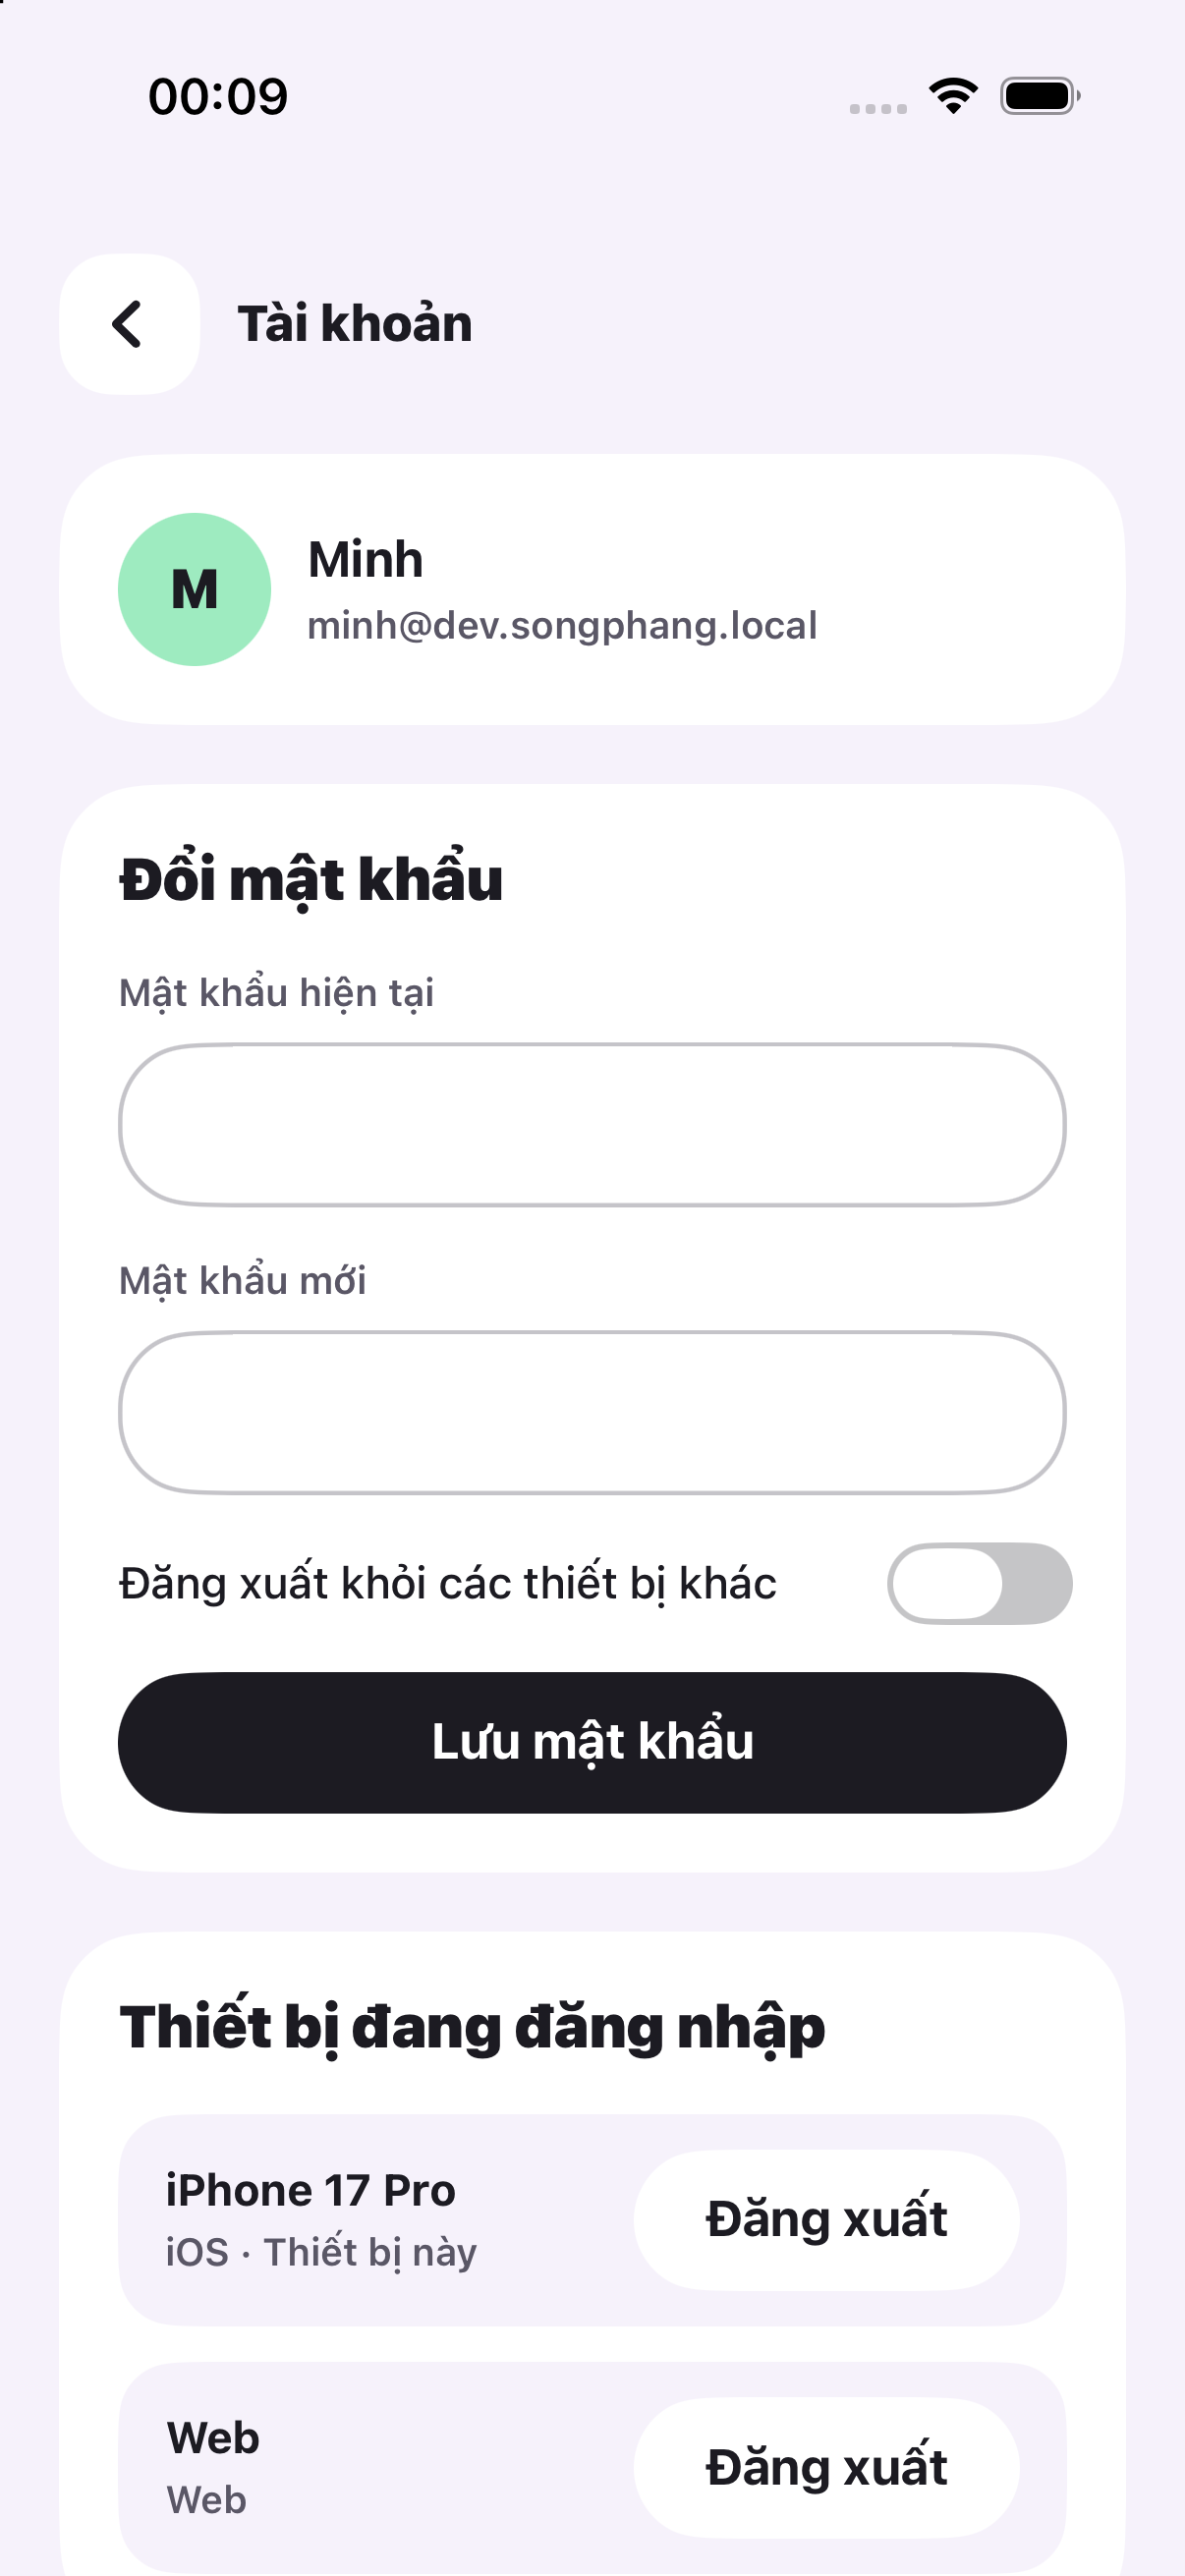 00:09
Tài khoản
M
Minh
minh@dev.songphang.local
Đổi mật khẩu
Mật khẩu hiện tại
Mật khẩu mới
Đăng xuất khỏi các thiết bị khác
Lưu mật khẩu
Thiết bị đang đăng nhập
iPhone 17 Pro
iOS · Thiết bị này
Đăng xuất
Web
Web
Đăng xuất